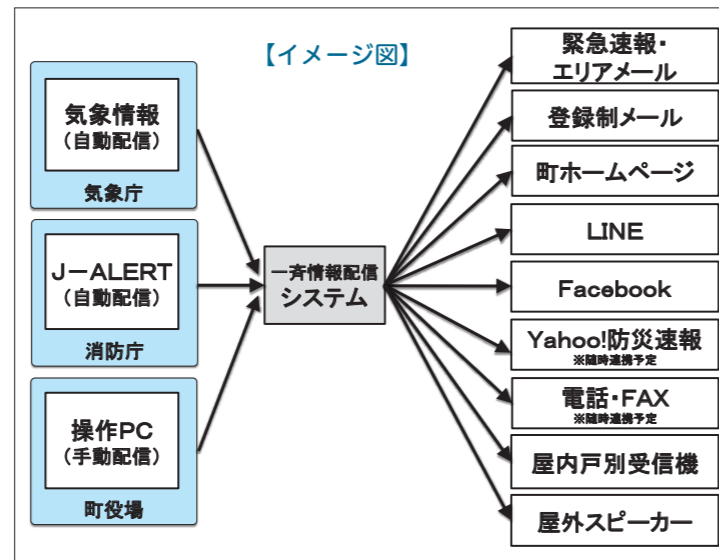 【イメージ図】
気象情報
（自動配信）
気象庁
J－ALERT
（自動配信）
消防庁
操作PC
（手動配信）
町役場
一斉情報配信
システム
緊急速報・
エリアメール
登録制メール
町ホームページ
LINE
Facebook
Yahoo!防災速報
※随時連携予定
電話・FAX
※随時連携予定
屋内戸別受信機
屋外スピーカー